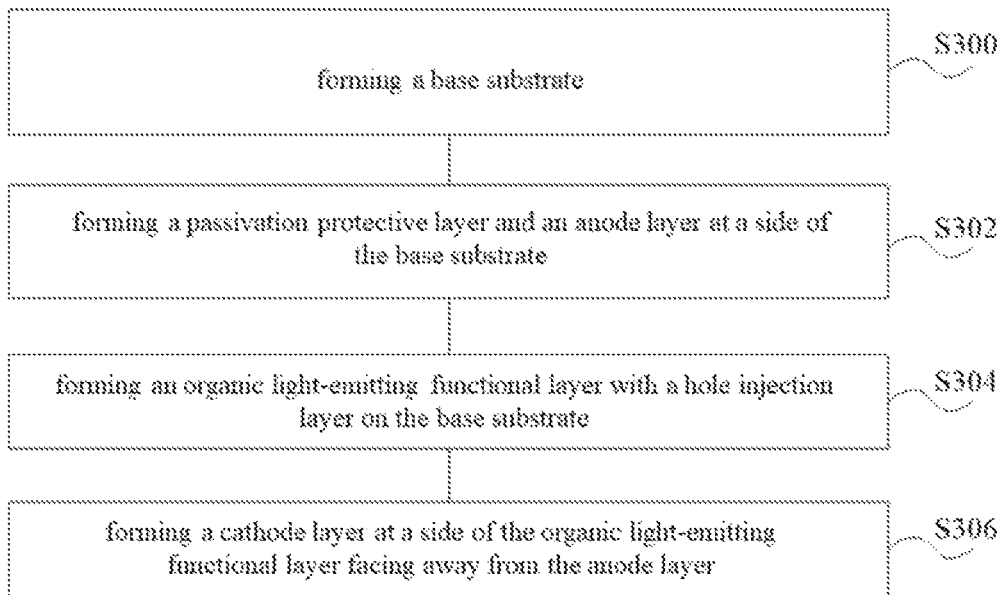 forming a base substrate
S300
forming a passivation protective layer and an anode layer at a side of
the base substrate
S302
forming an organic light-emitting functional layer with a hole injection
layer on the base substrate
S304
forming a cathode layer at a side of the organic light-emitting
functional layer facing away from the anode layer
S306